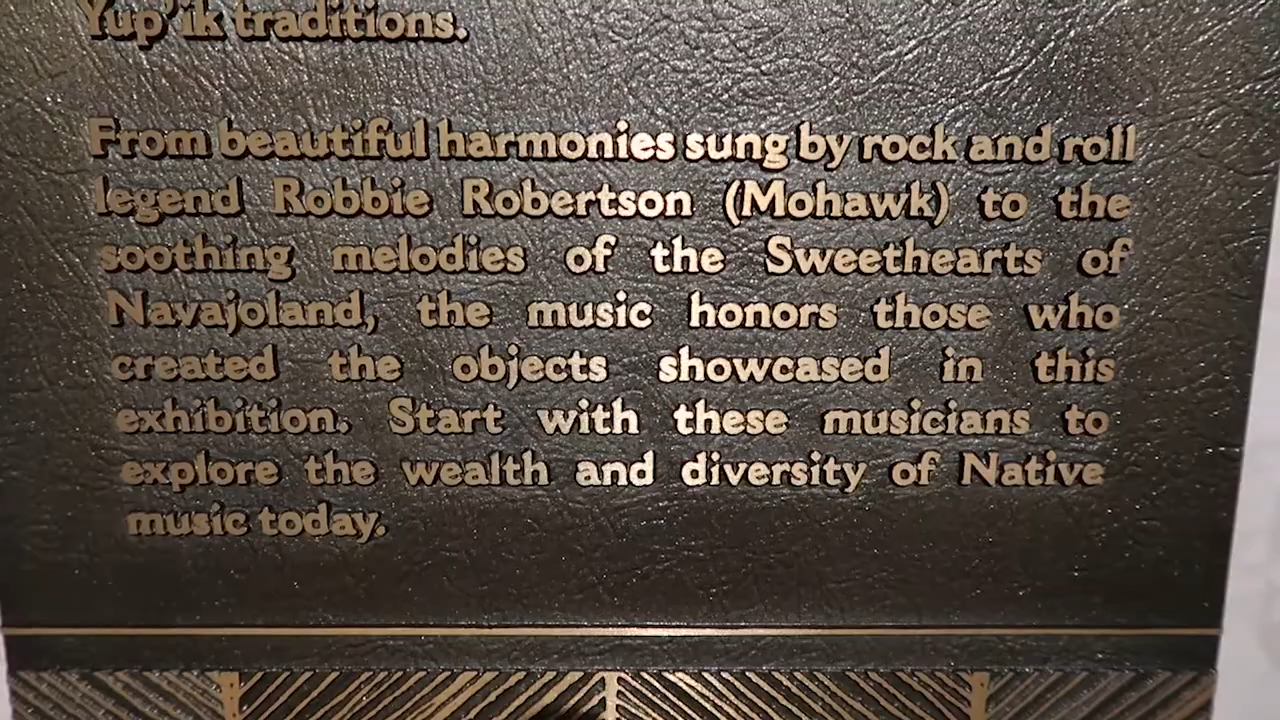 Yup'ik traditions.
From beautiful harmonies sung by rock and roll
legend Robbie Robertson (Mohawk) to the
soothing melodies of the Sweethearts of
Navajoland, the music honors those who
created the objects showcased in this
exhibition. Start with these musicians to
explore the wealth and diversity of Native
music today.